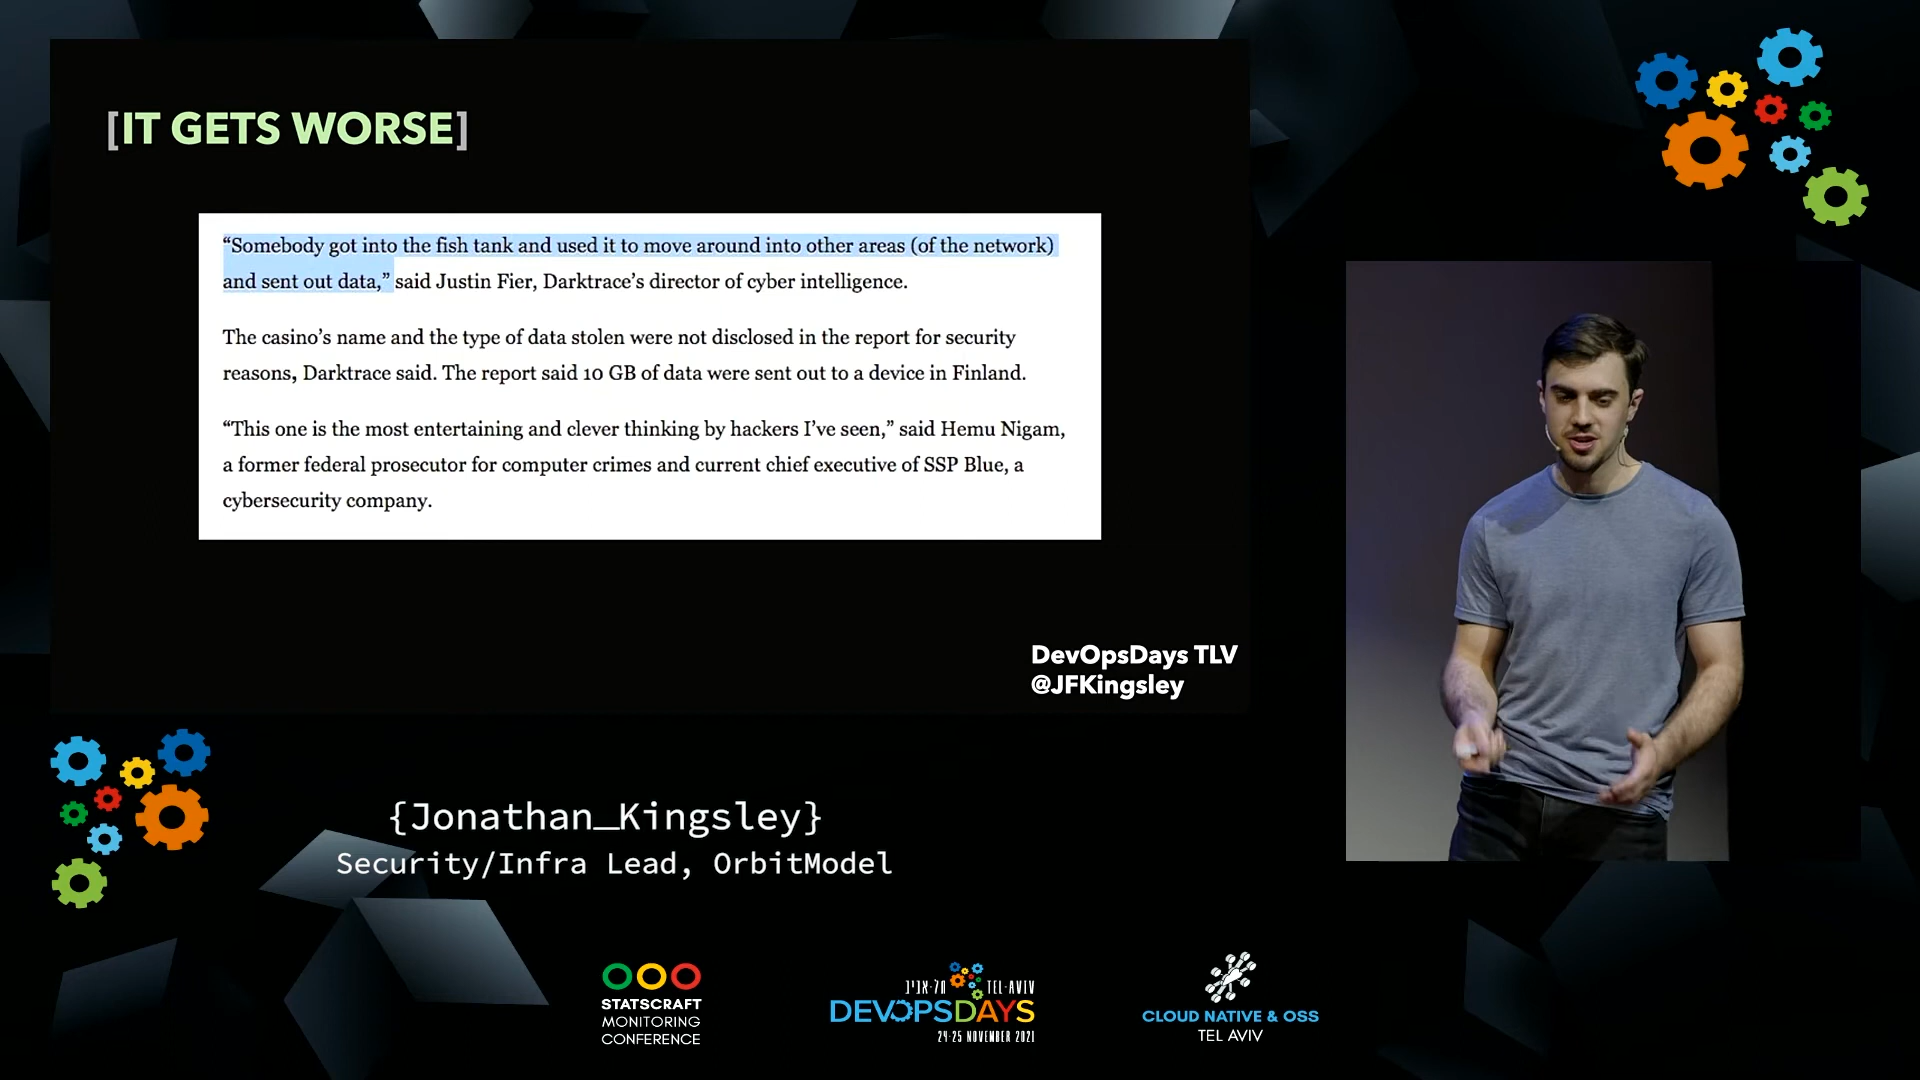 [IT GETS WORSE]
“Somebody got into the fish tank and used it to move around into other areas (of the network)
and sent out data,” said Justin Fier, Darktrace’s director of cyber intelligence.
The casino’s name and the type of data stolen were not disclosed in the report for security
reasons, Darktrace said. The report said 10 GB of data were sent out to a device in Finland.
“This one is the most entertaining and clever thinking by hackers I’ve seen,” said Hemu Nigam,
a former federal prosecutor for computer crimes and current chief executive of SSP Blue, a
cybersecurity company.
DevOpsDays TLV
@JFKingsley
{Jonathan_Kingsley}
Security/Infra Lead, OrbitModel
STATSCRAFT
MONITORING
CONFERENCE
תל-אביב TEL-AVIV
DEVOPSDAYS
24-25 NOVEMBER 2021
CLOUD NATIVE & OSS
TEL AVIV